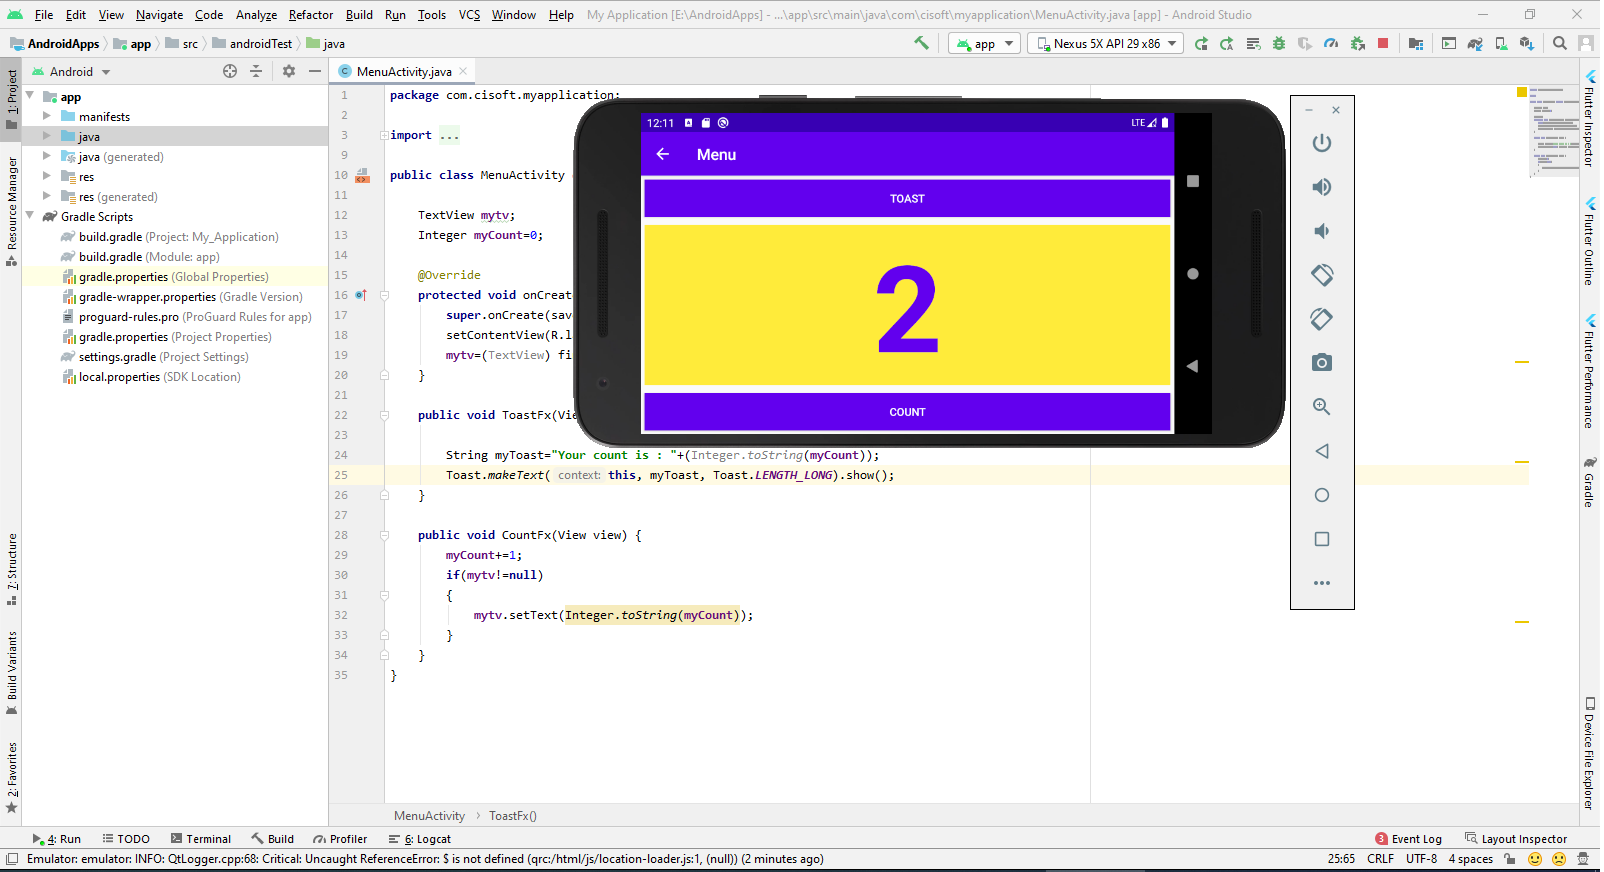 File Edit View Navigate Code Analyze Refactor Build Run Tools VCS Window Help My Application [E:\AndroidApps] - ...\app\src\main\java\com\cisoft\myapplication\MenuActivity.java [app] - Android Studio
AndroidApps app src androidTest java
app Nexus 5X API 29 x86
1: Project
Resource Manager
7: Structure
Build Variants
2: Favorites
Android
app
manifests
java
java (generated)
res
res (generated)
Gradle Scripts
build.gradle (Project: My_Application)
build.gradle (Module: app)
gradle.properties (Global Properties)
gradle-wrapper.properties (Gradle Version)
proguard-rules.pro (ProGuard Rules for app)
gradle.properties (Project Properties)
settings.gradle (Project Settings)
local.properties (SDK Location)
MenuActivity.java
1 package com.cisoft.myapplication;
2
3 import ...
9
10 public class MenuActivity
11
12 TextView mytv;
13 Integer myCount=0;
14
15 @Override
16 protected void onCreat
17 super.onCreate(sav
18 setContentView(R.l
19 mytv=(TextView) fi
20 }
21
22 public void ToastFx(Vi
23
24 String myToast="Your count is : "+(Integer.toString(myCount));
25 Toast.makeText( context: this, myToast, Toast.LENGTH_LONG).show();
26 }
27
28 public void CountFx(View view) {
29 myCount+=1;
30 if(mytv!=null)
31 {
32 mytv.setText(Integer.toString(myCount));
33 }
34 }
35 }
12:11 LTE
Menu
TOAST
2
COUNT
Flutter Inspector
Flutter Outline
Flutter Performance
Gradle
Device File Explorer
MenuActivity ToastFx()
4: Run TODO Terminal Build Profiler 6: Logcat 3 Event Log Layout Inspector
Emulator: emulator: INFO: QtLogger.cpp:68: Critical: Uncaught ReferenceError: $ is not defined (qrc:/html/js/location-loader.js:1, (null)) (2 minutes ago) 25:65 CRLF UTF-8 4 spaces